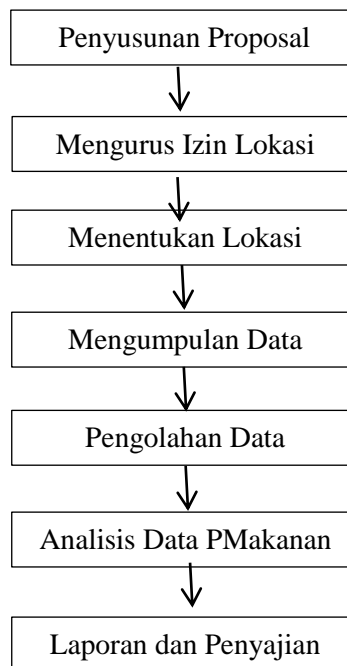 Penyusunan Proposal
Mengurus Izin Lokasi
Menentukan Lokasi
Mengumpulan Data
Pengolahan Data
Analisis Data PMakanan
Laporan dan Penyajian